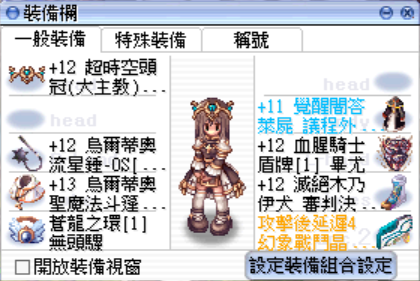 裝備欄
一般裝備
特殊裝備
稱號
+12 超時空頭
冠(大主教)...
head
+12 烏爾蒂奧
流星錘-OS[...
+13 烏爾蒂奧
聖魔法斗篷...
蒼龍之環[1]
無頭騾
head
+11 覺醒闇答
萊屍 議程外...
+12 血腥騎士
盾牌[1] 畢尤
+12 滅絕木乃
伊犬 審判決...
攻擊後延遲4
幻象戰鬥晶...
開放裝備視窗
設定裝備組合設定